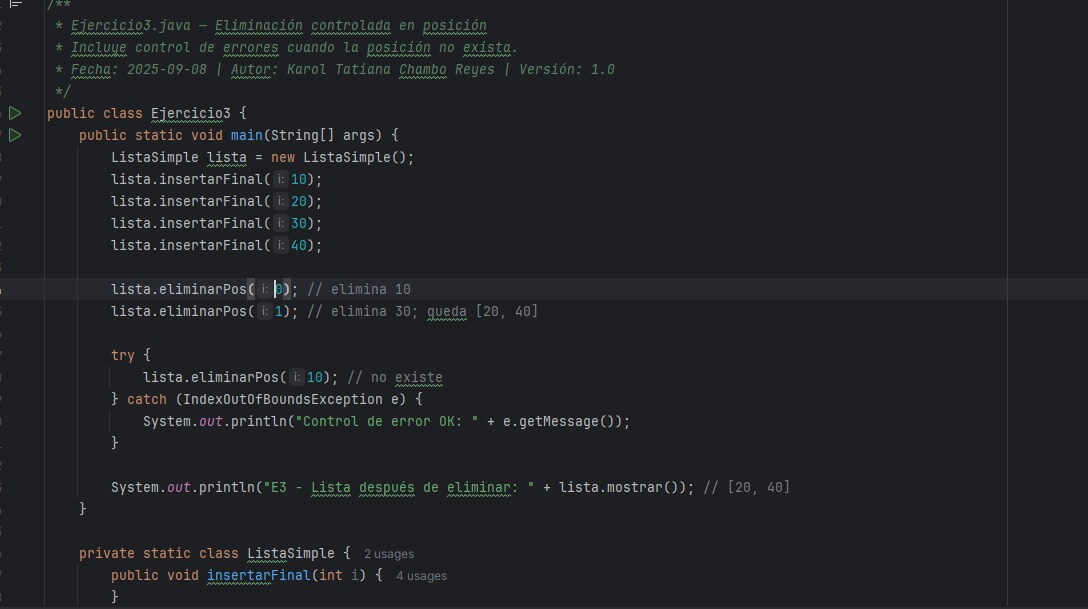 /**
* Ejercicio3.java — Eliminación controlada en posición
* Incluye control de errores cuando la posición no exista.
* Fecha: 2025-09-08 | Autor: Karol Tatiana Chambo Reyes | Versión: 1.0
*/
public class Ejercicio3 {
public static void main(String[] args) {
ListaSimple lista = new ListaSimple();
lista.insertarFinal( i: 10);
lista.insertarFinal( i: 20);
lista.insertarFinal( i: 30);
lista.insertarFinal( i: 40);
lista.eliminarPos( i: 0); // elimina 10
lista.eliminarPos( i: 1); // elimina 30; queda [20, 40]
try {
lista.eliminarPos( i: 10); // no existe
} catch (IndexOutOfBoundsException e) {
System.out.println("Control de error OK: " + e.getMessage());
}
System.out.println("E3 - Lista después de eliminar: " + lista.mostrar()); // [20, 40]
}
private static class ListaSimple { 2 usages
public void insertarFinal(int i) { 4 usages
}